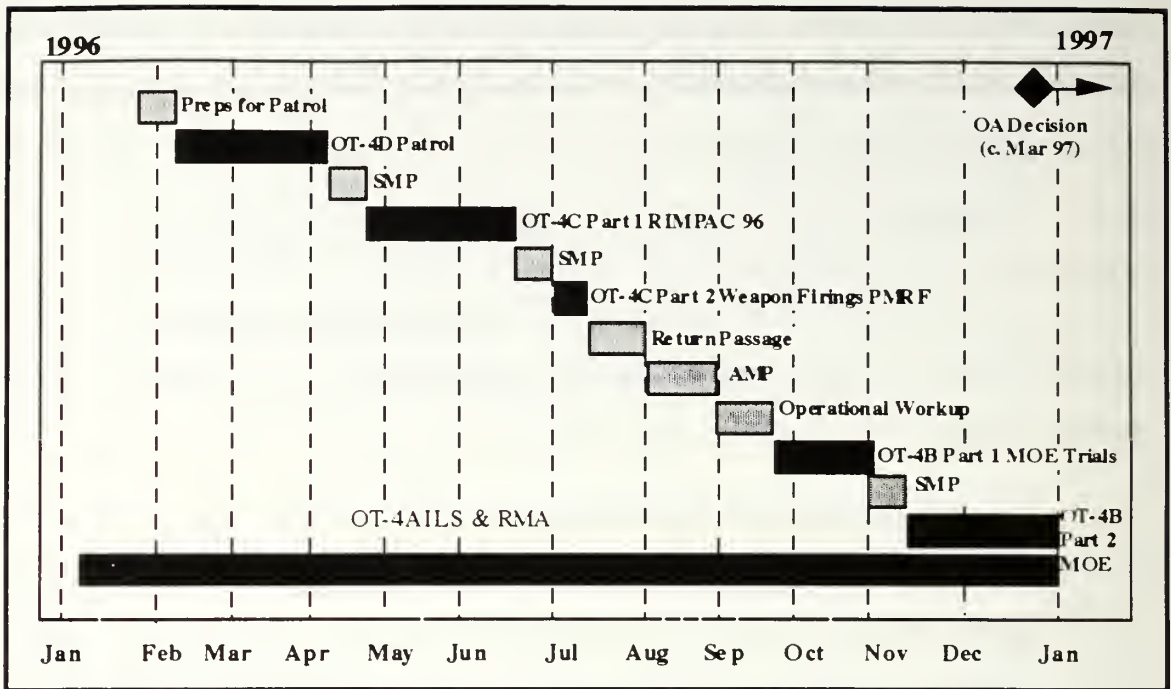 1996
1997
Preps for Patrol
OA Decision
(c. Mar 97)
OT-4D Patrol
SMP
OT-4C Part 1 RIMPAC 96
SMP
OT-4C Part 2 Weapon Firings PMRF
Return Passage
AMP
Operational Workup
OT-4B Part 1 MOE Trials
SMP
OT-4A ILS & RMA
OT-4B
Part 2
MOE
Jan Feb Mar Apr May Jun Jul Aug Sep Oct Nov Dec Jan